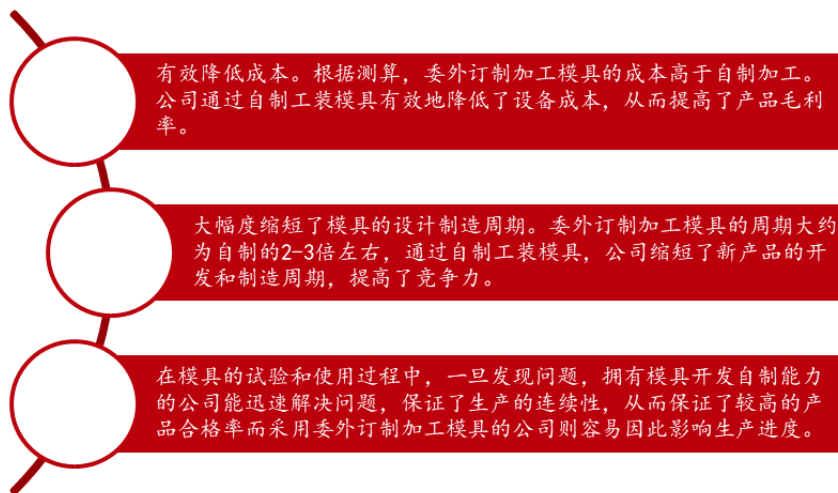 有效降低成本。根据测算，委外订制加工模具的成本高于自制加工。
公司通过自制工装模具有效地降低了设备成本，从而提高了产品毛利
率。
大幅度缩短了模具的设计制造周期。委外订制加工模具的周期大约
为自制的2-3倍左右，通过自制工装模具，公司缩短了新产品的开
发和制造周期，提高了竞争力。
在模具的试验和使用过程中，一旦发现问题，拥有模具开发自制能力
的公司能迅速解决问题，保证了生产的连续性，从而保证了较高的产
品合格率而采用委外订制加工模具的公司则容易因此影响生产进度。